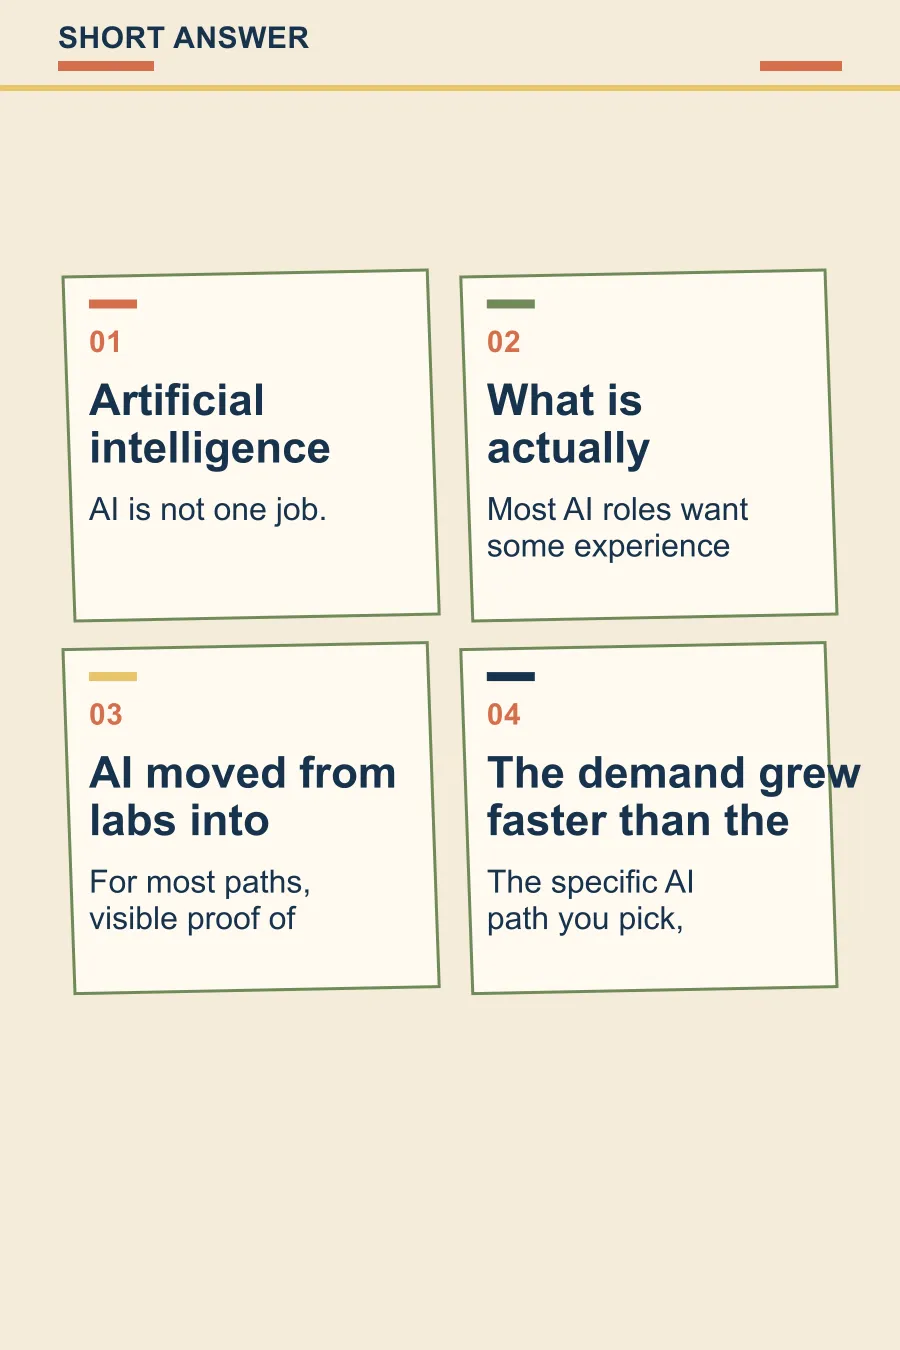 SHORT ANSWER
01
Artificial
intelligence
AI is not one job.
02
What is
actually
Most AI roles want
some experience
03
AI moved from
labs into
For most paths,
visible proof of
04
The demand grew
faster than the
The specific AI
path you pick,